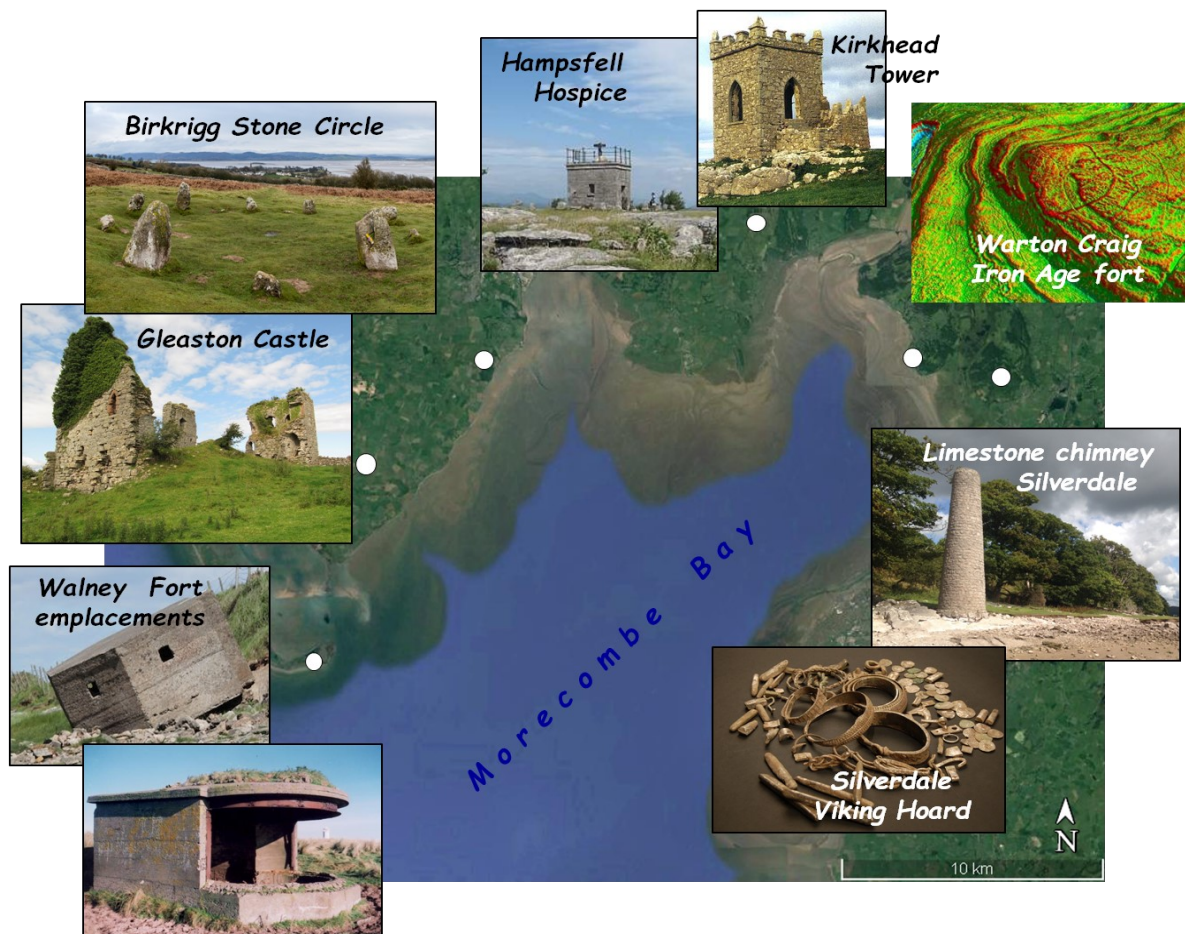 Kirkhead
Tower
Hampsfell
Hospice
Birkrigg Stone Circle
Warton Craig
Iron Age fort
Gleaston Castle
Limestone chimney
Silverdale
Walney Fort
emplacements
Morecombe Bay
Silverdale
Viking Hoard
N
10 km